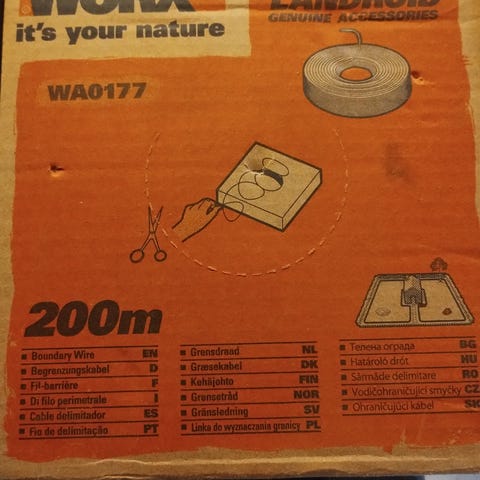 WORX
LANDROID
it's your nature
GENUINE ACCESSORIES
WA0177
200m
Boundary Wire EN
Begrenzungskabel D
Fil-barrière F
Di filo perimetrale I
Cable delimitador ES
Fio de delimitação PT
Grensdraad NL
Græsekabel DK
Kehäjohto FIN
Grensetråd NOR
Gränsledning SV
Linka do wyznaczania granicy PL
Телена ограда BG
Határoló drót HU
Sârmăde delimitare RO
Vodičohraničující smyčky CZ
Ohraničujúci kábel SK